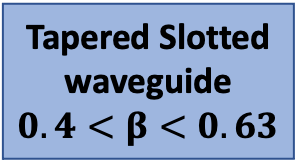 Tapered Slotted
waveguide
0.4 < β < 0.63